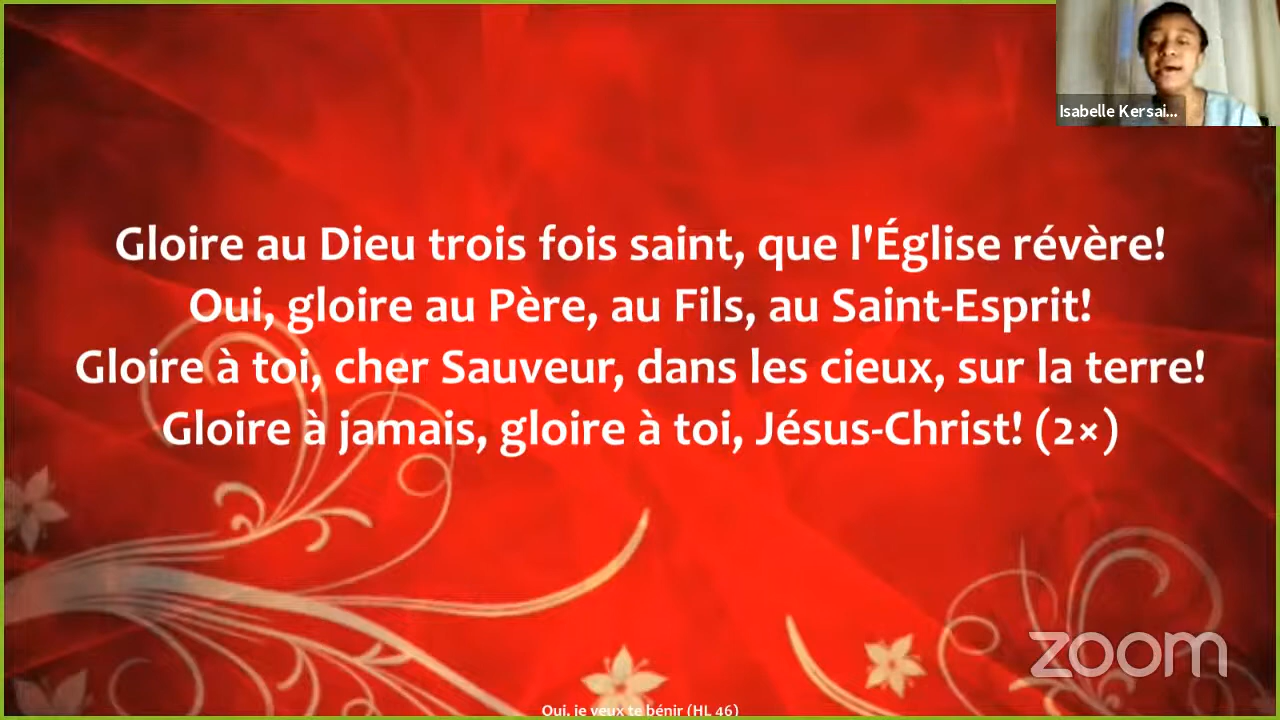 Isabelle Kersai...
Gloire au Dieu trois fois saint, que l'Église révère!
Oui, gloire au Père, au Fils, au Saint-Esprit!
Gloire à toi, cher Sauveur, dans les cieux, sur la terre!
Gloire à jamais, gloire à toi, Jésus-Christ! (2×)
zoom
Oui, je veux te bénir (HL 46)